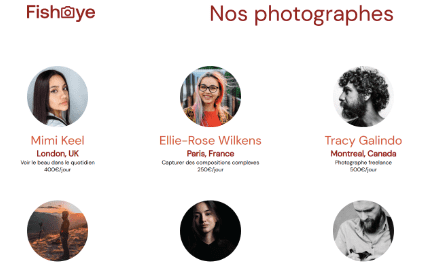 FishEye
Nos photographes
Mimi Keel
London, UK
Voir le beau dans le quotidien
400€/jour
Ellie-Rose Wilkens
Paris, France
Capturer des compositions complexes
250€/jour
Tracy Galindo
Montreal, Canada
Photographe freelance
500€/jour